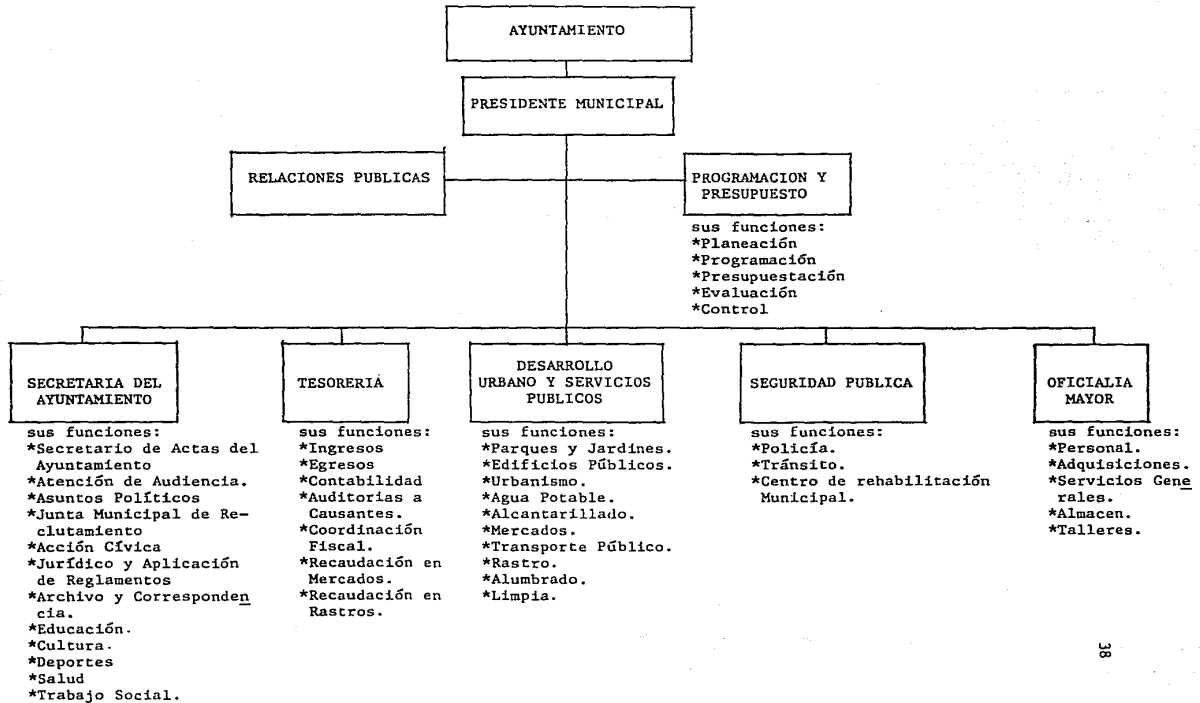 AYUNTAMIENTO
PRESIDENTE MUNICIPAL
RELACIONES PUBLICAS
PROGRAMACION Y
PRESUPUESTO
sus funciones:
*Planeación
*Programación
*Presupuestación
*Evaluación
*Control
SECRETARIA DEL
AYUNTAMIENTO
sus funciones:
*Secretario de Actas del
Ayuntamiento
*Atención de Audiencia.
*Asuntos Políticos
*Junta Municipal de Re-
clutamiento
*Acción Cívica
*Jurídico y Aplicación
de Reglamentos
*Archivo y Corresponden
cia.
*Educación.
*Cultura.
*Deportes
*Salud
*Trabajo Social.
TESORERIA
sus funciones:
*Ingresos
*Egresos
*Contabilidad
*Auditorias a
Causantes.
*Coordinación
Fiscal.
*Recaudación en
Mercados.
*Recaudación en
Rastros.
DESARROLLO
URBANO Y SERVICIOS
PUBLICOS
sus funciones:
*Parques y Jardines.
*Edificios Públicos.
*Urbanismo.
*Agua Potable.
*Alcantarillado.
*Mercados.
*Transporte Público.
*Rastro.
*Alumbrado.
*Limpia.
SEGURIDAD PUBLICA
sus funciones:
*Policía.
*Tránsito.
*Centro de rehabilitación
Municipal.
OFICIALIA
MAYOR
sus funciones:
*Personal.
*Adquisiciones.
*Servicios Gene
rales.
*Almacen.
*Talleres.
38